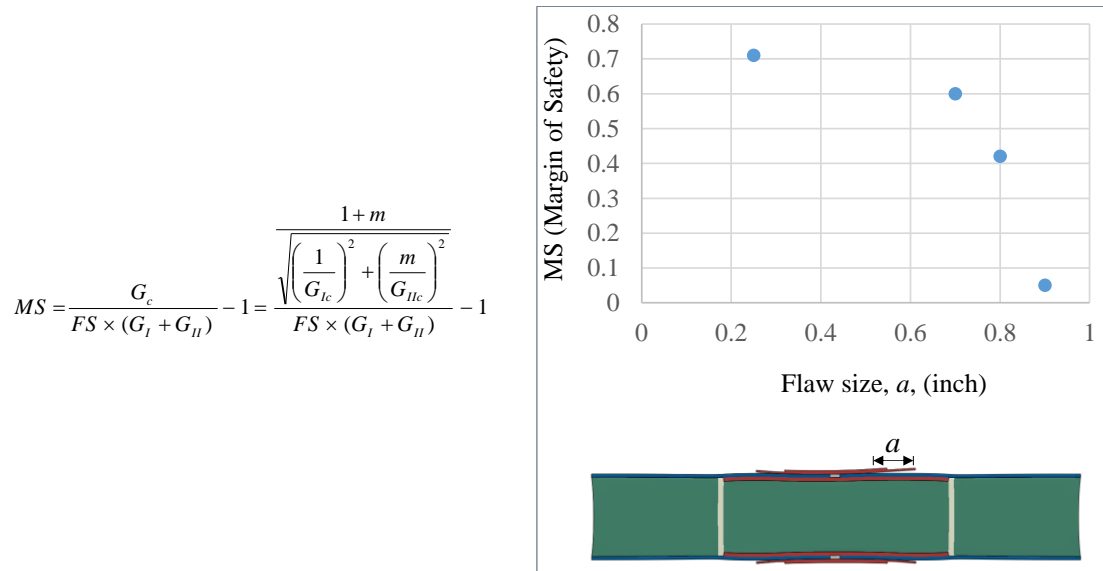 MS = G_c / (FS × (G_I + G_II)) − 1 = ((1 + m) / √((1 / G_Ic)^2 + (m / G_IIc)^2)) / (FS × (G_I + G_II)) − 1
MS (Margin of Safety)
0.8
0.7
0.6
0.5
0.4
0.3
0.2
0.1
0
0 0.2 0.4 0.6 0.8 1
Flaw size, a, (inch)
a